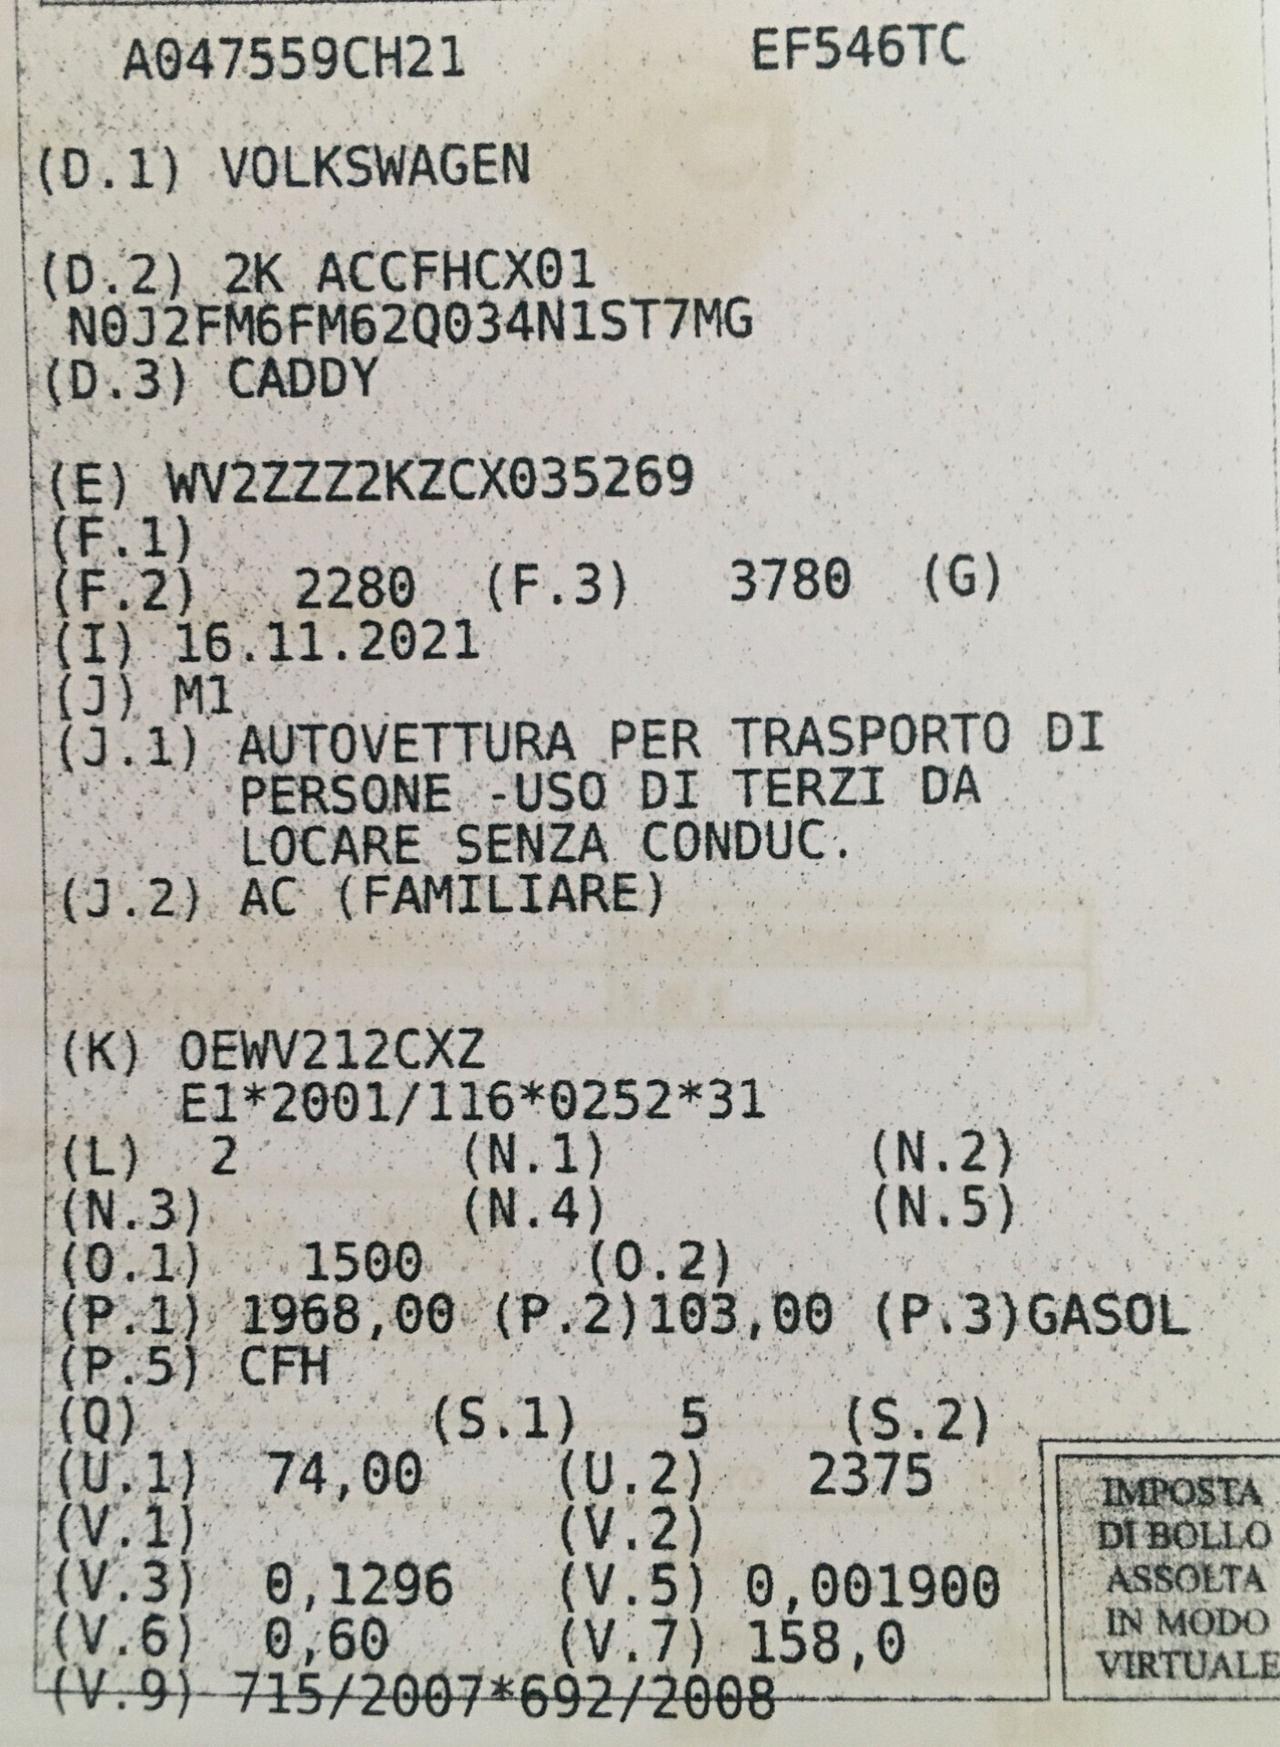 A047559CH21 EF546TC
(D.1) VOLKSWAGEN
(D.2) 2K ACCFHCX01
N0J2FM6FM62Q034N1ST7MG
(D.3) CADDY
(E) WV2ZZZ2KZCX035269
(F.1)
(F.2) 2280 (F.3) 3780 (G)
(I) 16.11.2021
(J) M1
(J.1) AUTOVETTURA PER TRASPORTO DI
PERSONE -USO DI TERZI DA
LOCARE SENZA CONDUC.
(J.2) AC (FAMILIARE)
(K) OEWV212CXZ
E1*2001/116*0252*31
(L) 2 (N.1) (N.2)
(N.3) (N.4) (N.5)
(O.1) 1500 (O.2)
(P.1) 1968,00 (P.2)103,00 (P.3)GASOL
(P.5) CFH
(Q) (S.1) 5 (S.2)
(U.1) 74,00 (U.2) 2375
(V.1) (V.2)
(V.3) 0,1296 (V.5) 0,001900
(V.6) 0,60 (V.7) 158,0
(V.9) 715/2007*692/2008
IMPOSTA
DI BOLLO
ASSOLTA
IN MODO
VIRTUALE